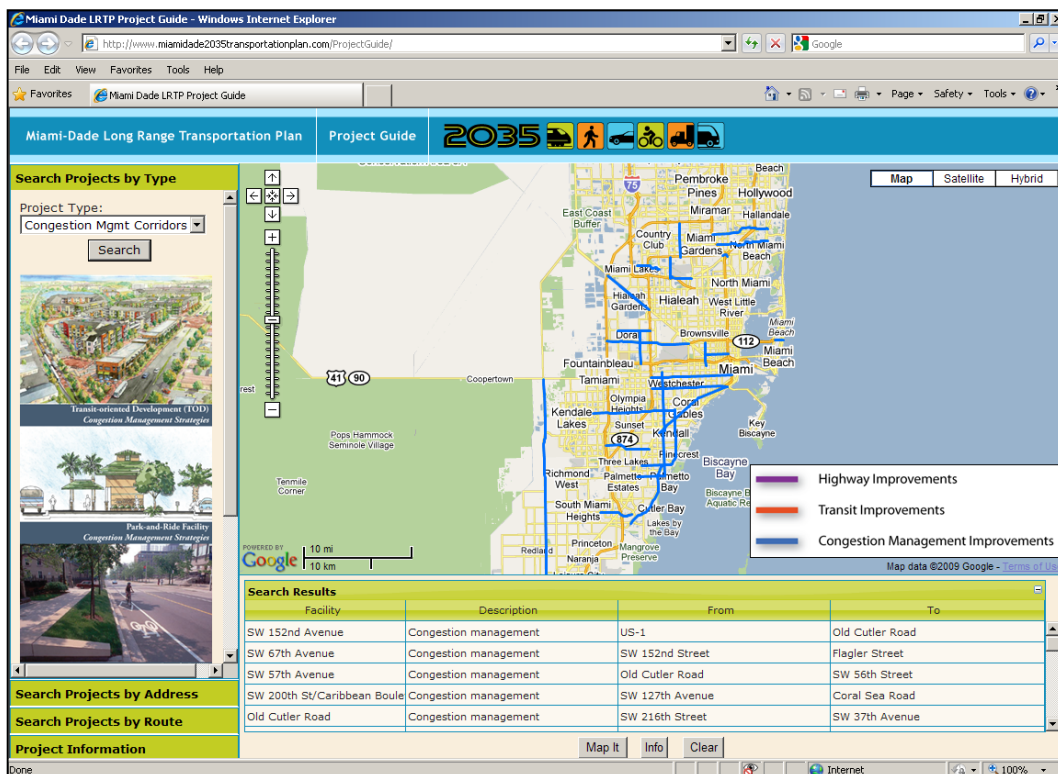 Miami Dade LRTP Project Guide - Windows Internet Explorer
http://www.miamidade2035transportationplan.com/ProjectGuide/
Google
File Edit View Favorites Tools Help
Favorites
Miami Dade LRTP Project Guide
Page Safety Tools
Miami-Dade Long Range Transportation Plan
Project Guide
2035
Search Projects by Type
Project Type:
Congestion Mgmt Corridors
Search
Transit-oriented Development (TOD)
Congestion Management Strategies
Park-and-Ride Facility
Congestion Management Strategies
Search Projects by Address
Search Projects by Route
Project Information
Map Satellite Hybrid
Beach
75
Pembroke Pines
Hollywood
Miramar
Hallandale
East Coast Buffer
Country Club
Miami Gardens
North Miami Beach
Miami Lakes
North Miami
Hialeah Gardens
Hialeah
West Little River
Miami Beach
Doral
Brownsville
112
Miami Beach
Fountainbleau
Miami
41 90
Coopertown
Tamiami
Westchester
Olympia Heights
Coral Gables
Kendale Lakes
Sunset
Key Biscayne
874
Kendall
Pops Hammock Seminole Village
Three Lakes
Pinecrest
Biscayne Bay
Richmond West
Palmetto Estates
Palmetto Bay
Tenmile Corner
Biscayne B
Aquatic Re
South Miami Heights
Cutler Bay
Lakes by the Bay
Princeton
Mangrove Preserve
Redland
Naranja
POWERED BY
Google
10 mi
10 km
Highway Improvements
Transit Improvements
Congestion Management Improvements
Map data ©2009 Google - Terms of Us
Search Results
Facility Description From To
SW 152nd Avenue Congestion management US-1 Old Cutler Road
SW 67th Avenue Congestion management SW 152nd Street Flagler Street
SW 57th Avenue Congestion management Old Cutler Road SW 56th Street
SW 200th St/Caribbean Boule Congestion management SW 127th Avenue Coral Sea Road
Old Cutler Road Congestion management SW 216th Street SW 37th Avenue
Map It Info Clear
Done
Internet
100%